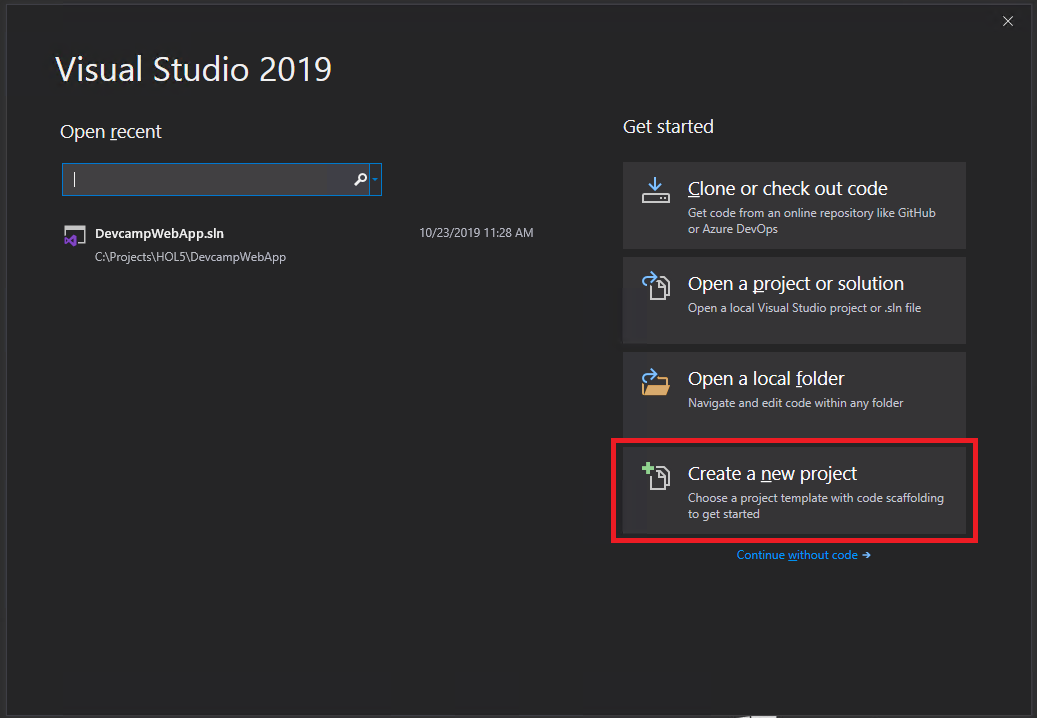 Visual Studio 2019
Open recent
DevcampWebApp.sln
10/23/2019 11:28 AM
C:\Projects\HOL5\DevcampWebApp
Get started
Clone or check out code
Get code from an online repository like GitHub
or Azure DevOps
Open a project or solution
Open a local Visual Studio project or .sln file
Open a local folder
Navigate and edit code within any folder
Create a new project
Choose a project template with code scaffolding
to get started
Continue without code →